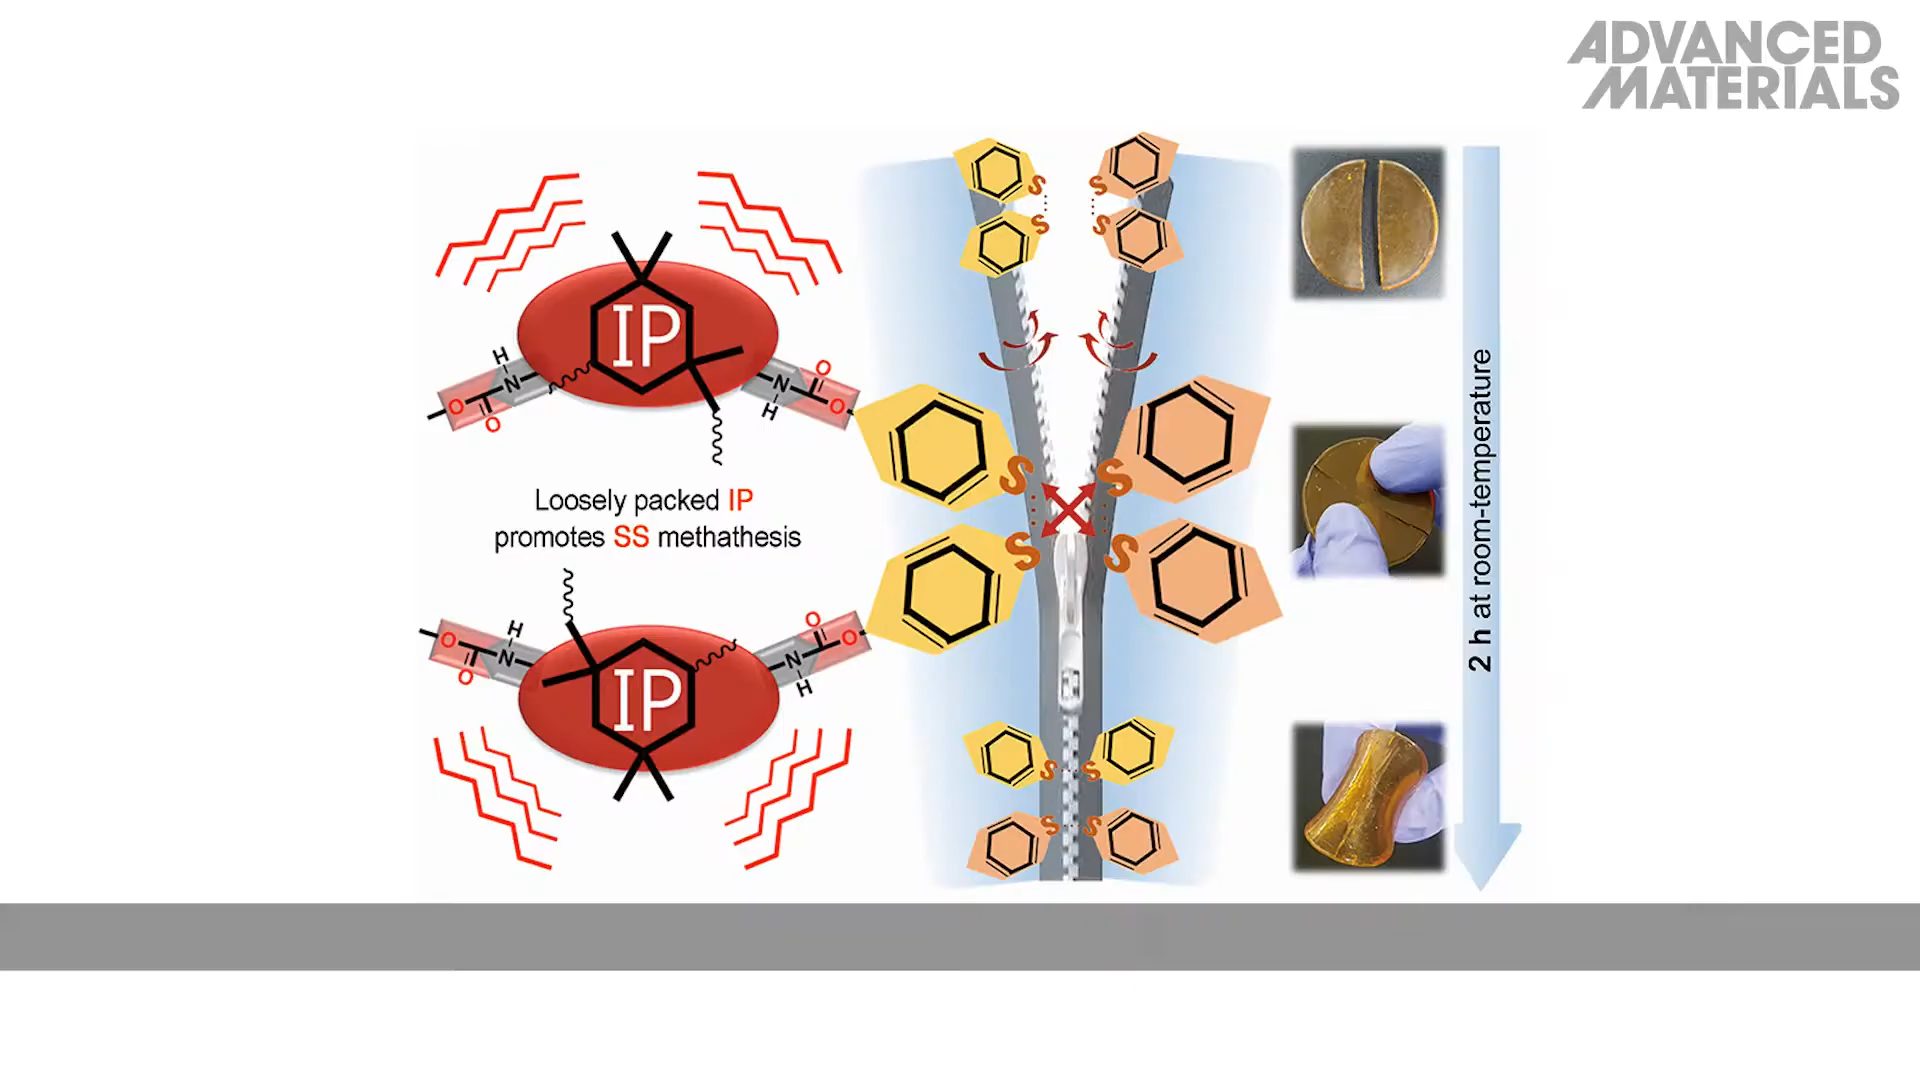 ADVANCED
MATERIALS
S S
S S
IP
H
N
O
O
N
H
O
O
Loosely packed IP
promotes SS methathesis
S S
S S
2 h at room-temperature
O
O
N
H
IP
N
H
O
O
S S
S S